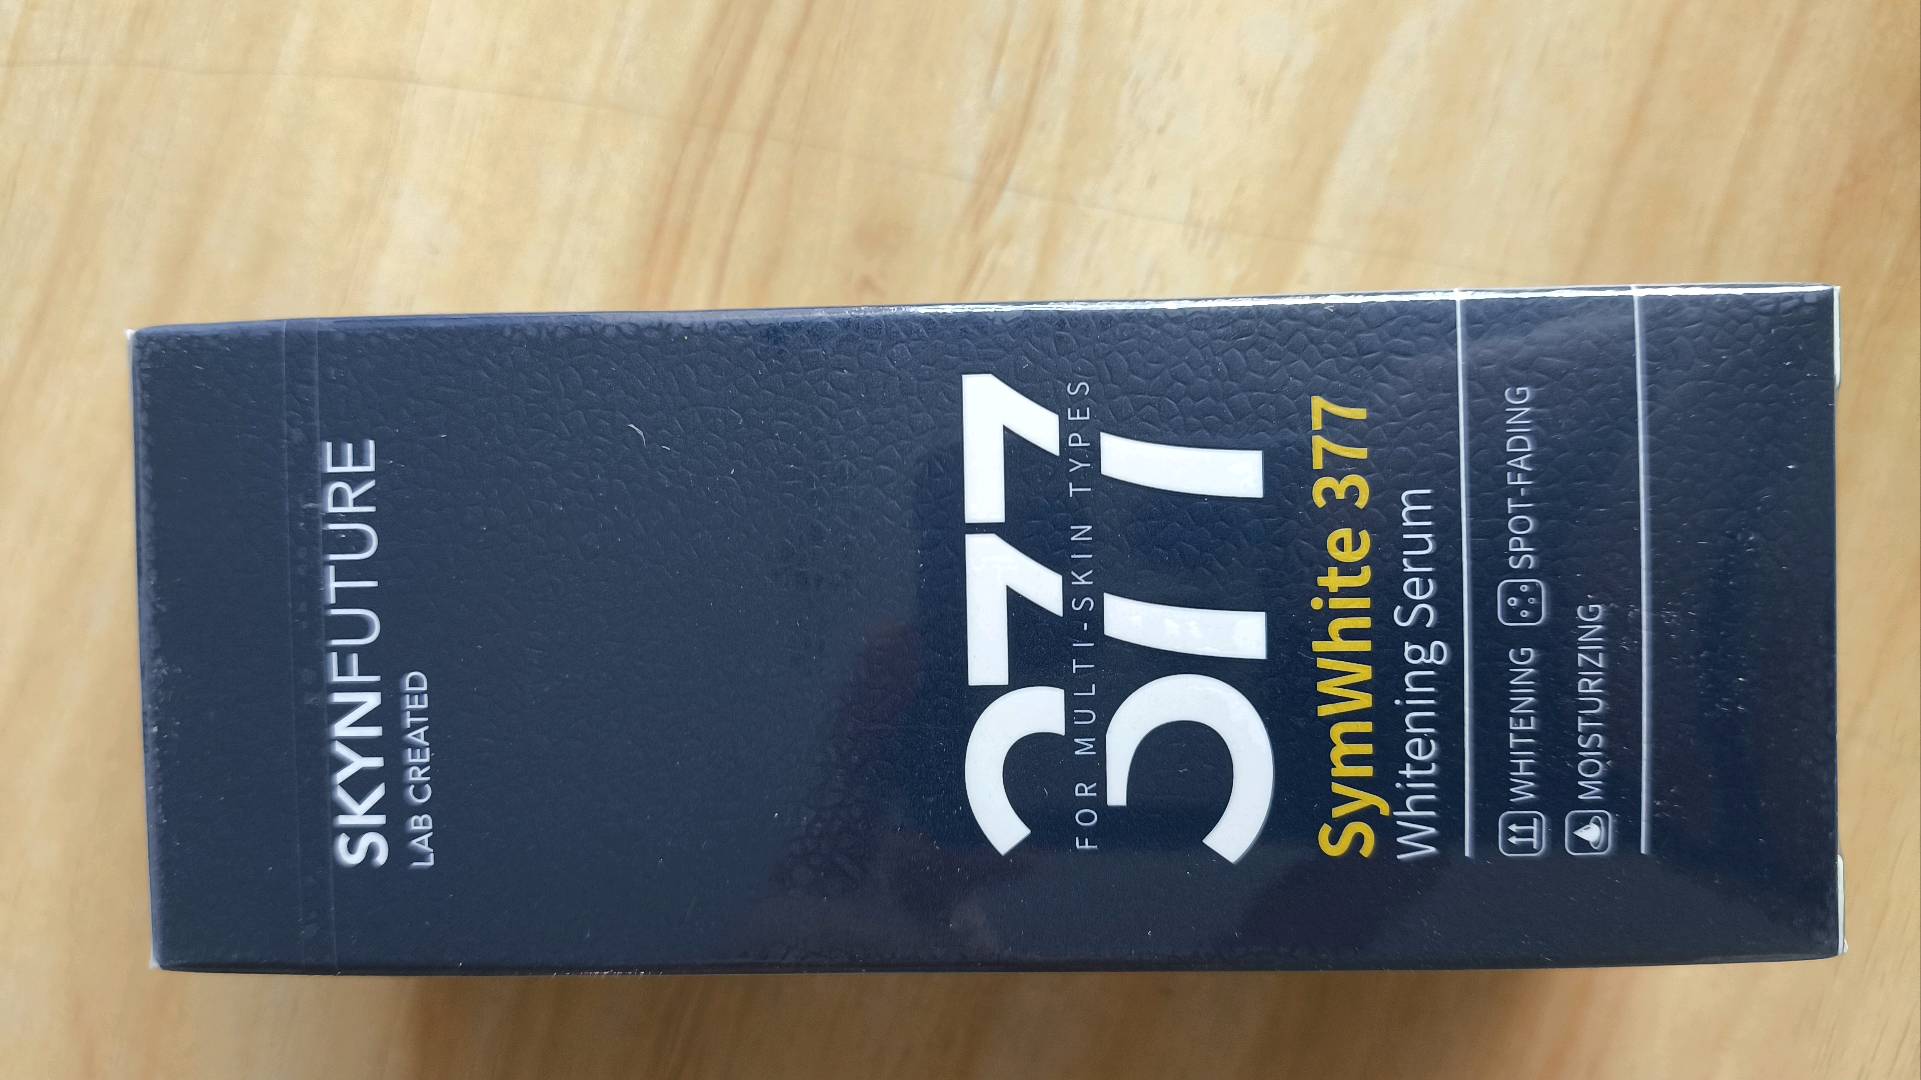 SKYNFUTURE
LAB CREATED
377
FOR MULTI-SKIN TYPES
377
SymWhite 377
Whitening Serum
WHITENING SPOT-FADING
MOISTURIZING